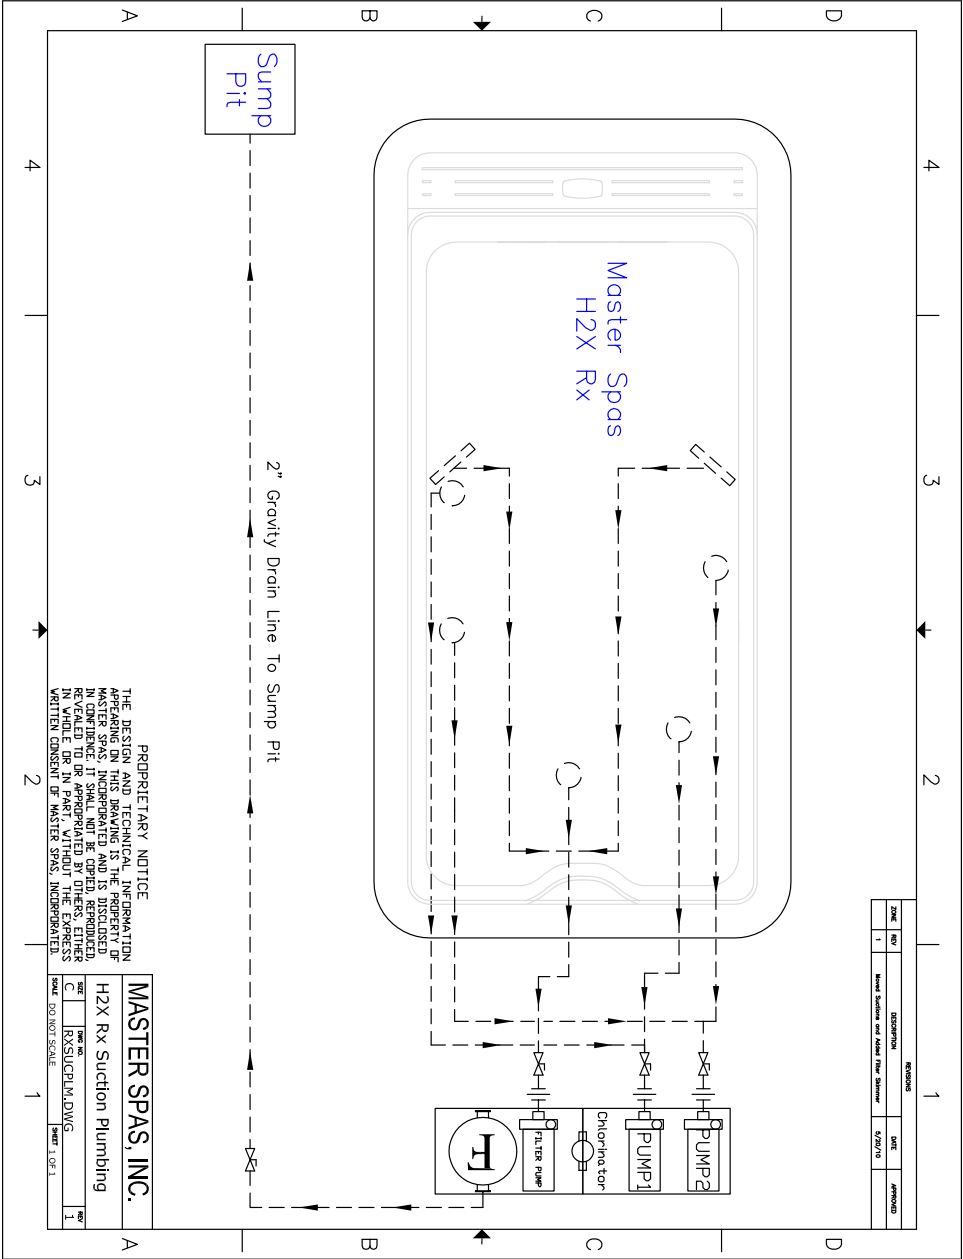 D
C
B
A
4
4
3
3
2
2
1
1
D
C
B
A
Sump
Pit
Master Spas
H2X Rx
2" Gravity Drain Line To Sump Pit
REVISIONS
ZONE REV DESCRIPTION DATE APPROVED
1 Moved Suctions and Added Filter Skimmer 5/20/10
PUMP2
PUMP1
Chlorinator
FILTER PUMP
F
PROPRIETARY NOTICE
THE DESIGN AND TECHNICAL INFORMATION
APPEARING ON THIS DRAWING IS THE PROPERTY OF
MASTER SPAS, INCORPORATED AND IS DISCLOSED
IN CONFIDENCE. IT SHALL NOT BE COPIED, REPRODUCED,
REVEALED TO OR APPROPRIATED BY OTHERS, EITHER
IN WHOLE OR IN PART, WITHOUT THE EXPRESS
WRITTEN CONSENT OF MASTER SPAS, INCORPORATED.
MASTER SPAS, INC.
H2X Rx Suction Plumbing
SIZE DWG NO. REV
C RXSUCPLM.DWG 1
SCALE DO NOT SCALE SHEET 1 OF 1